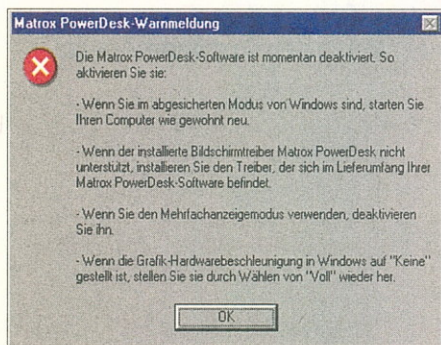 Matrox PowerDesk-Warnmeldung
Die Matrox PowerDesk-Software ist momentan deaktiviert. So
aktivieren Sie sie:
- Wenn Sie im abgesicherten Modus von Windows sind, starten Sie
Ihren Computer wie gewohnt neu.
- Wenn der installierte Bildschirmtreiber Matrox PowerDesk nicht
unterstützt, installieren Sie den Treiber, der sich im Lieferumfang Ihrer
Matrox PowerDesk-Software befindet.
- Wenn Sie den Mehrfachanzeigemodus verwenden, deaktivieren
Sie ihn.
- Wenn die Grafik-Hardwarebeschleunigung in Windows auf "Keine"
gestellt ist, stellen Sie sie durch Wählen von "Voll" wieder her.
OK